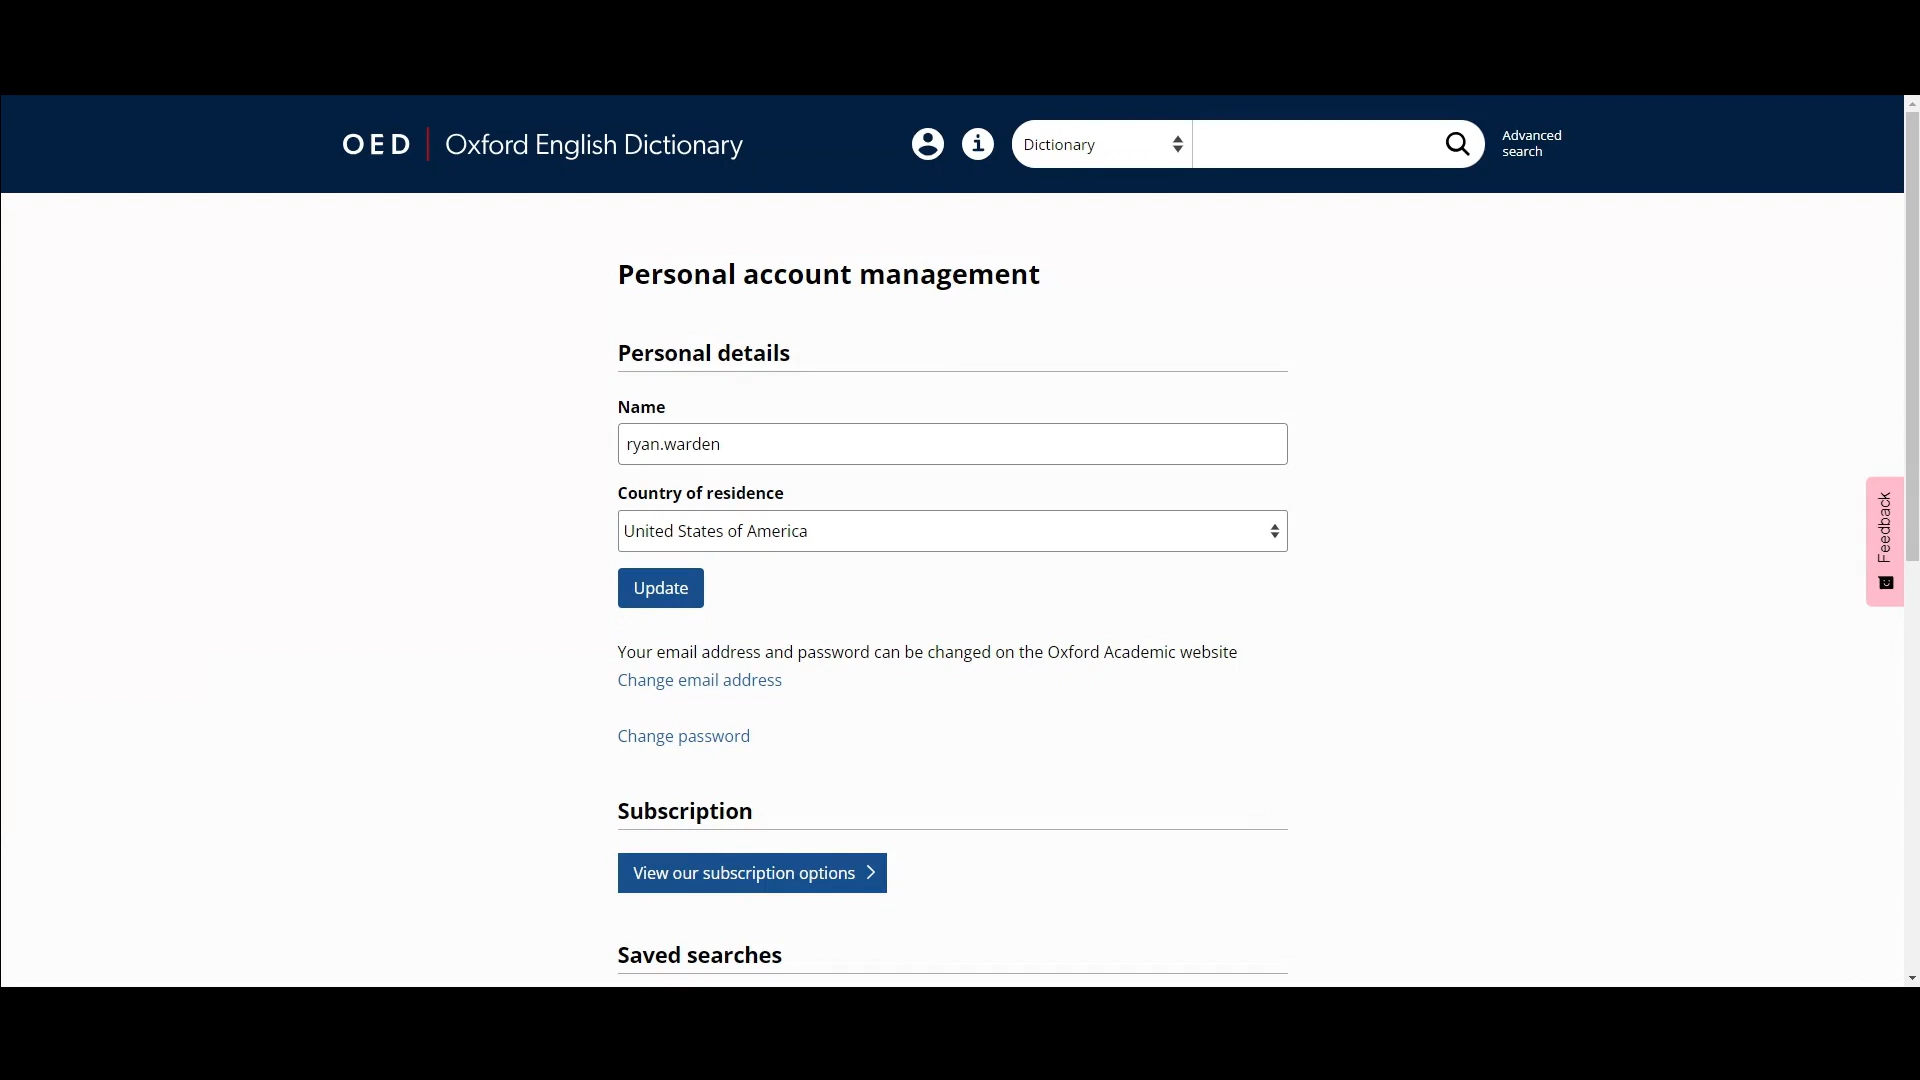 OED Oxford English Dictionary
Dictionary
Advanced
search
Personal account management
Personal details
Name
ryan.warden
Country of residence
United States of America
Update
Your email address and password can be changed on the Oxford Academic website
Change email address
Change password
Subscription
View our subscription options
Saved searches
Feedback